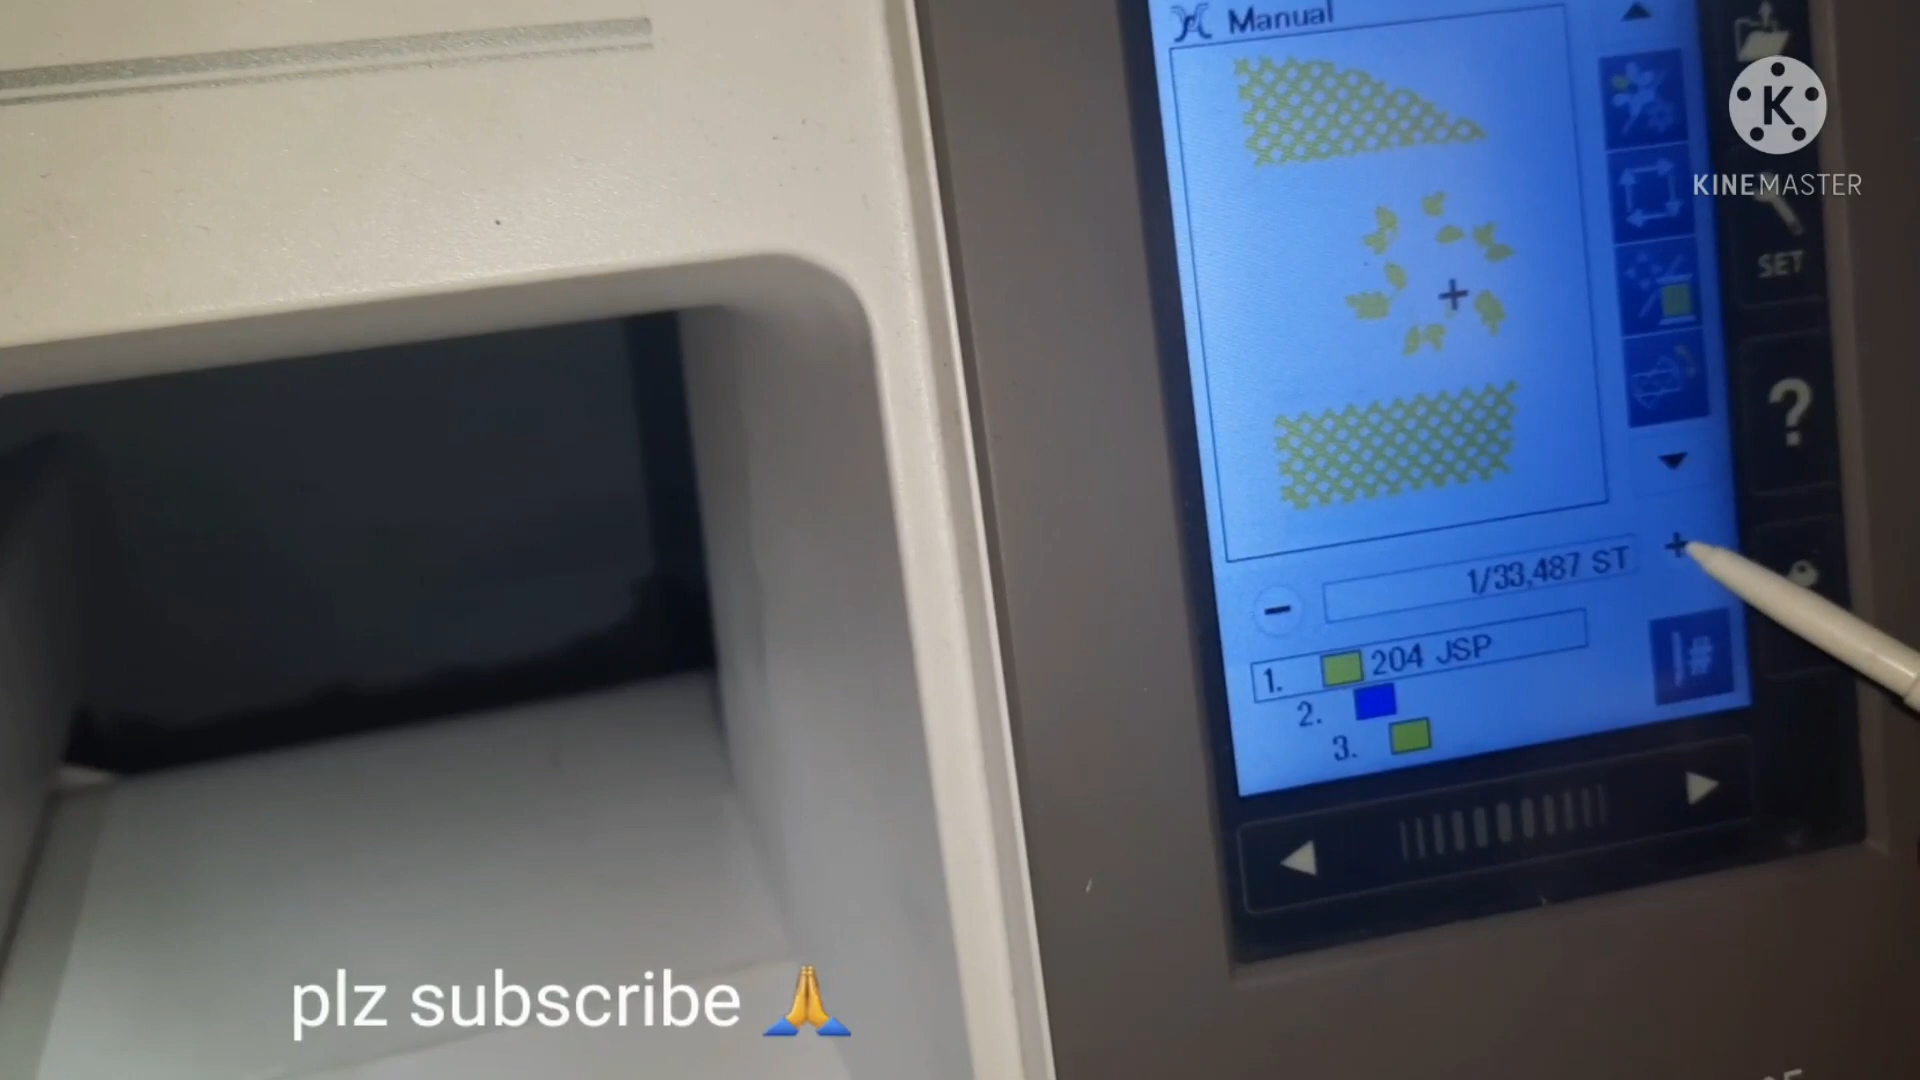 Manual
KINEMASTER
SET
?
+
1/33,487 ST
−
1. 204 JSP
2.
3.
plz subscribe 🙏